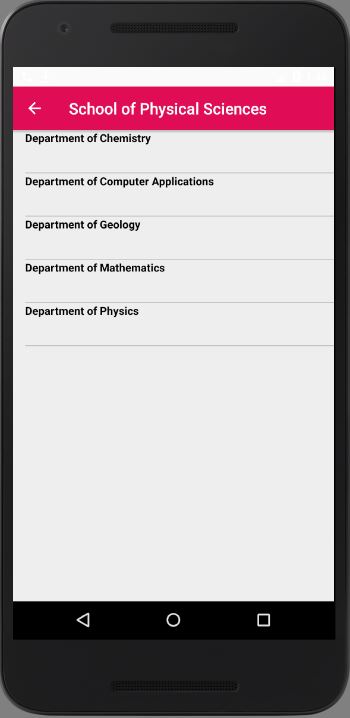 School of Physical Sciences
Department of Chemistry
Department of Computer Applications
Department of Geology
Department of Mathematics
Department of Physics